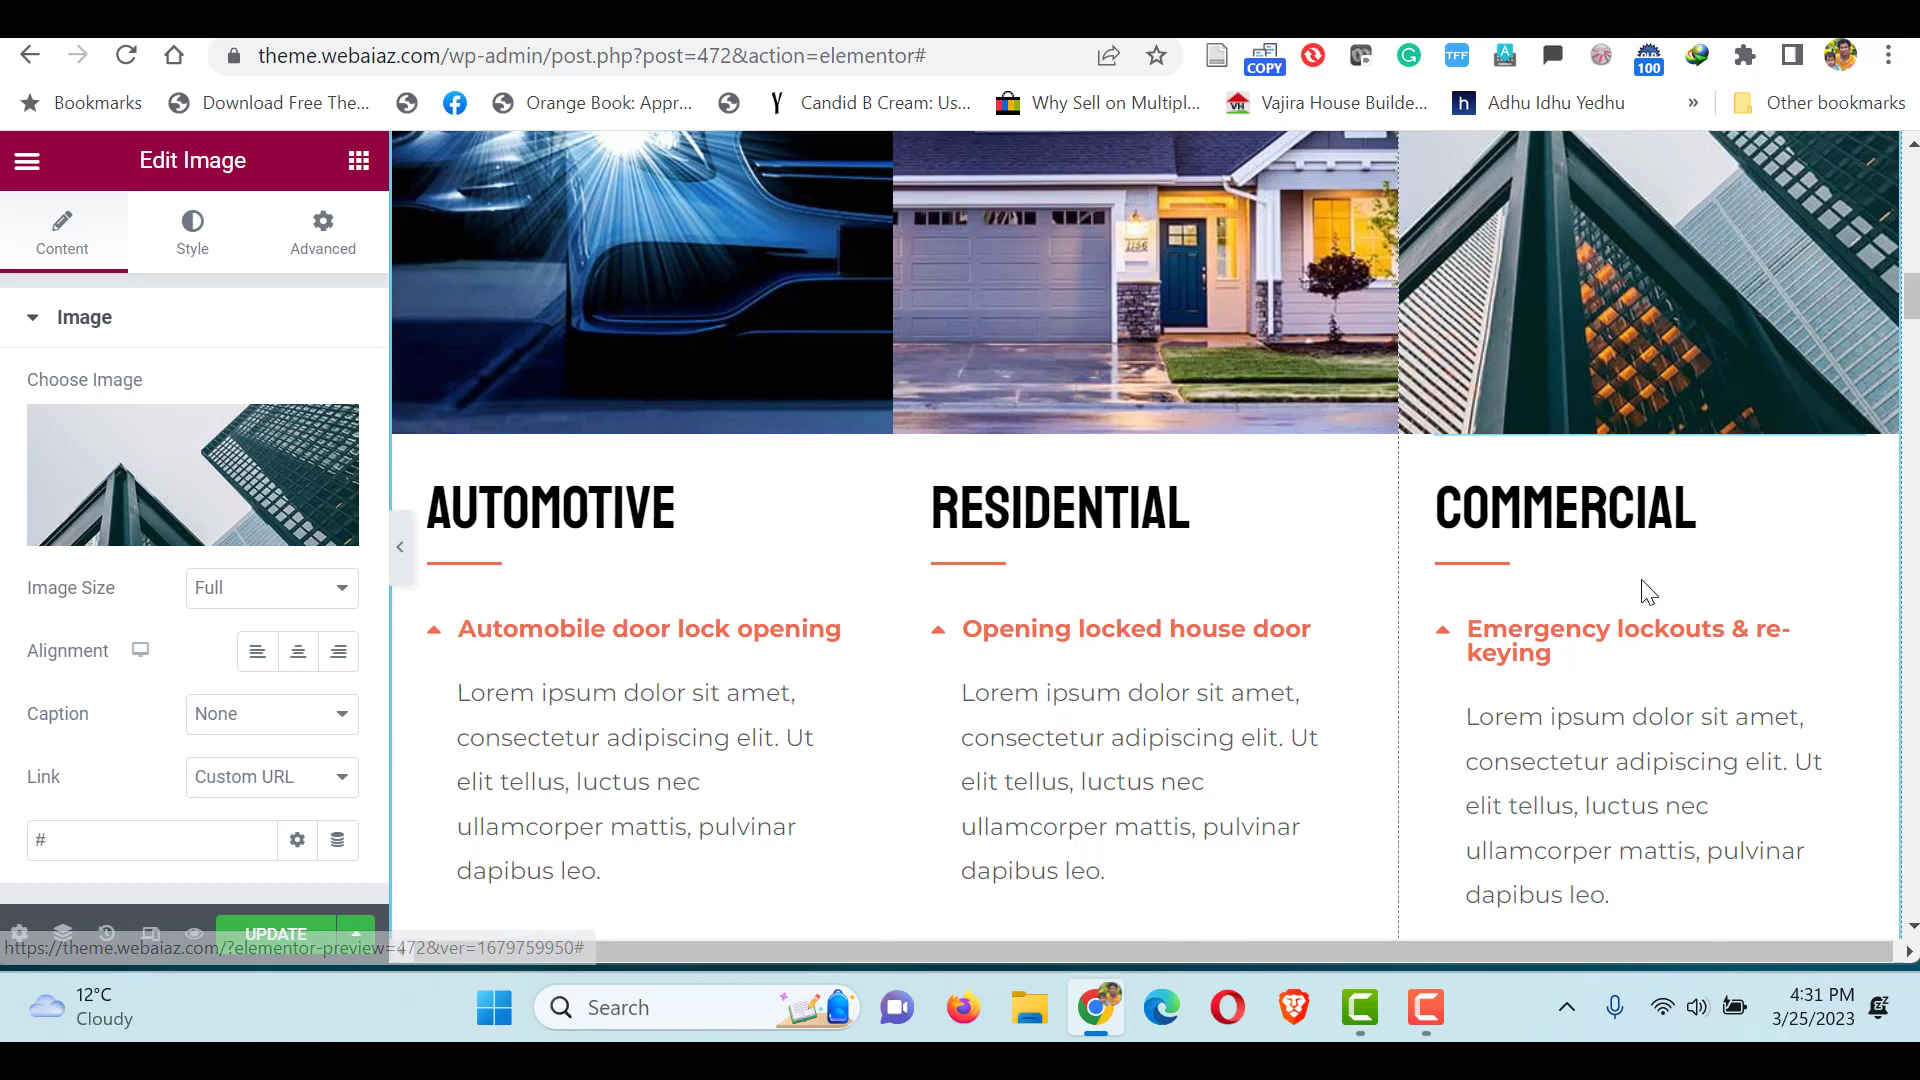 theme.webaiaz.com/wp-admin/post.php?post=472&action=elementor#
COPY
TFF
A
100
Bookmarks
Download Free The...
Orange Book: Appr...
Y
Candid B Cream: Us...
Why Sell on Multipl...
VH
Vajira House Builde...
h
Adhu Idhu Yedhu
»
Other bookmarks
Edit Image
Content
Style
Advanced
Image
Choose Image
Image Size
Full
Alignment
Caption
None
Link
Custom URL
#
UPDATE
https://theme.webaiaz.com/?elementor-preview=472&ver=1679759950#
1156
AUTOMOTIVE
Automobile door lock opening
Lorem ipsum dolor sit amet,
consectetur adipiscing elit. Ut
elit tellus, luctus nec
ullamcorper mattis, pulvinar
dapibus leo.
RESIDENTIAL
Opening locked house door
Lorem ipsum dolor sit amet,
consectetur adipiscing elit. Ut
elit tellus, luctus nec
ullamcorper mattis, pulvinar
dapibus leo.
COMMERCIAL
Emergency lockouts & re-
keying
Lorem ipsum dolor sit amet,
consectetur adipiscing elit. Ut
elit tellus, luctus nec
ullamcorper mattis, pulvinar
dapibus leo.
12°C
Cloudy
Search
4:31 PM
3/25/2023